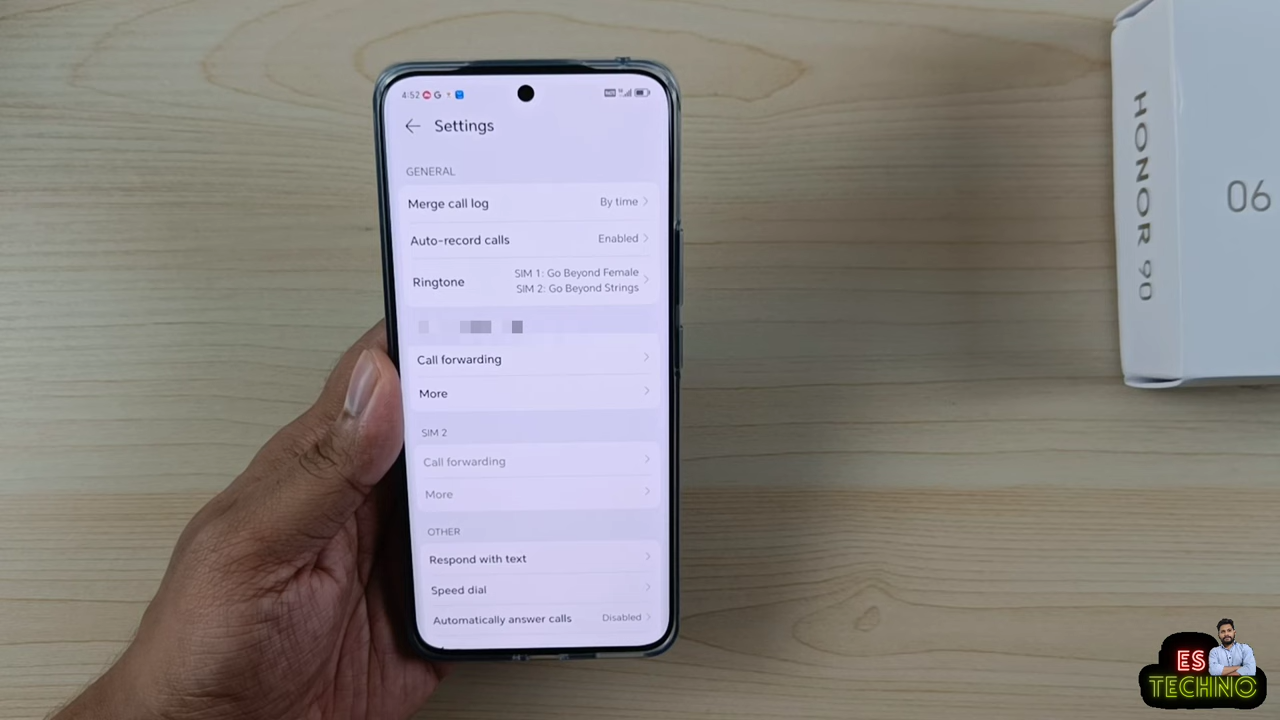 4:52
Settings
GENERAL
Merge call log By time
Auto-record calls Enabled
Ringtone SIM 1: Go Beyond Female
SIM 2: Go Beyond Strings
Call forwarding
More
SIM 2
Call forwarding
More
OTHER
Respond with text
Speed dial
Automatically answer calls Disabled
HONOR 90
90
ES
TECHNO